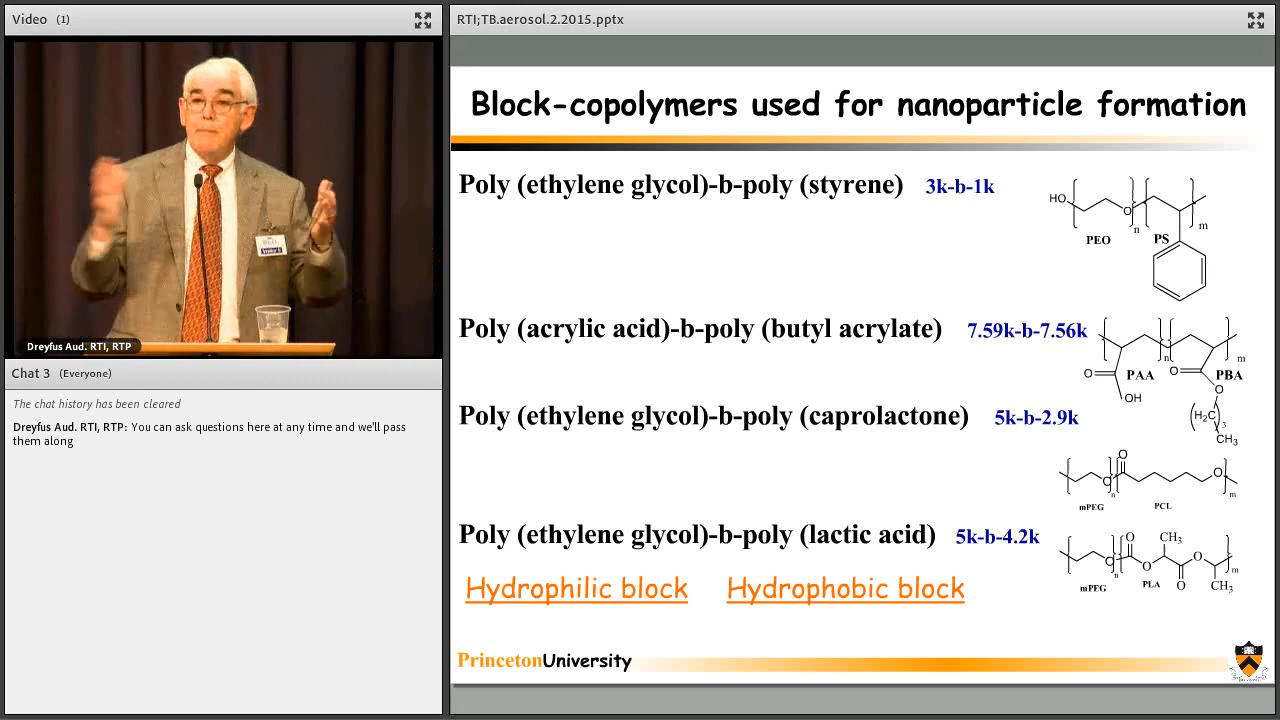 Video (1)
Dreyfus Aud. RTI, RTP
Chat 3 (Everyone)
The chat history has been cleared
Dreyfus Aud. RTI, RTP: You can ask questions here at any time and we'll pass
them along
RTI;TB.aerosol.2.2015.pptx
Block-copolymers used for nanoparticle formation
Poly (ethylene glycol)-b-poly (styrene) 3k-b-1k
HO
O
n
m
PEO
PS
Poly (acrylic acid)-b-poly (butyl acrylate) 7.59k-b-7.56k
n
m
O
PAA
O
PBA
OH
O
(H2C)3
CH3
Poly (ethylene glycol)-b-poly (caprolactone) 5k-b-2.9k
O
O
n
O
m
mPEG
PCL
Poly (ethylene glycol)-b-poly (lactic acid) 5k-b-4.2k
O
CH3
O
n
O
O
m
mPEG
PLA
O
CH3
Hydrophilic block Hydrophobic block
PrincetonUniversity